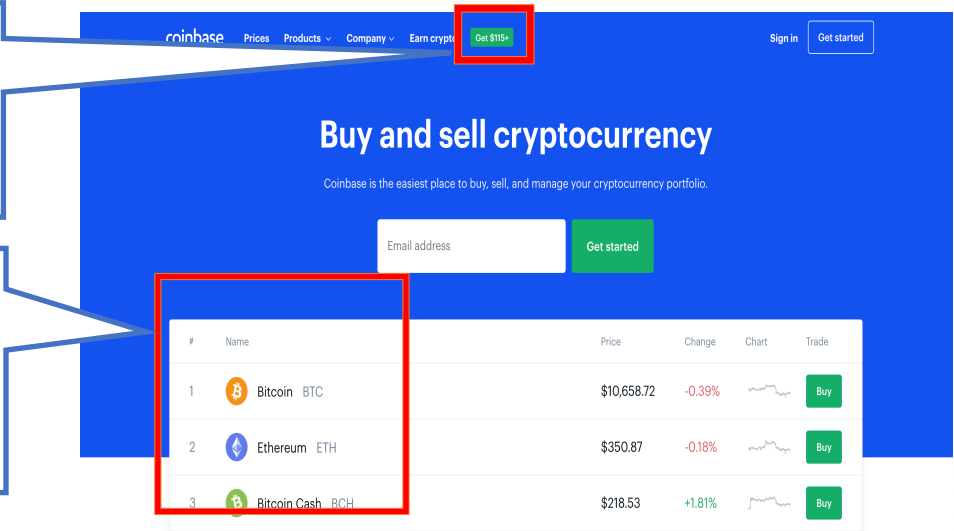 coinbase Prices Products Company Earn crypto Get $115+ Sign in Get started
Buy and sell cryptocurrency
Coinbase is the easiest place to buy, sell, and manage your cryptocurrency portfolio.
Email address Get started
# Name Price Change Chart Trade
1 Bitcoin BTC $10,658.72 -0.39% Buy
2 Ethereum ETH $350.87 -0.18% Buy
3 Bitcoin Cash BCH $218.53 +1.81% Buy